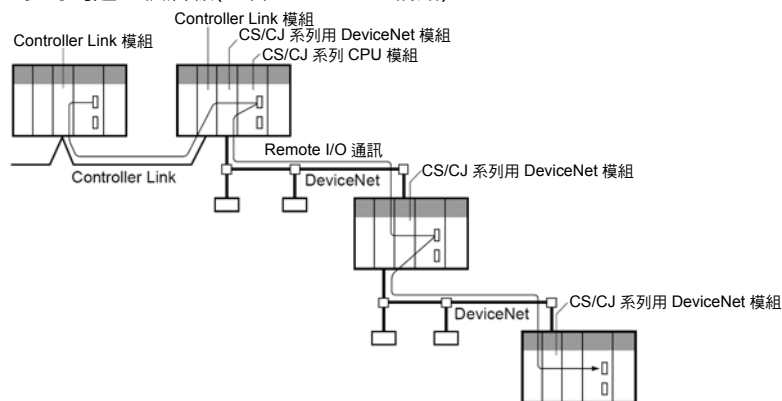 Controller Link 模組
Controller Link 模組
CS/CJ 系列用 DeviceNet 模組
CS/CJ 系列 CPU 模組
Remote I/O 通訊
Controller Link
DeviceNet
CS/CJ 系列用 DeviceNet 模組
DeviceNet
CS/CJ 系列用 DeviceNet 模組